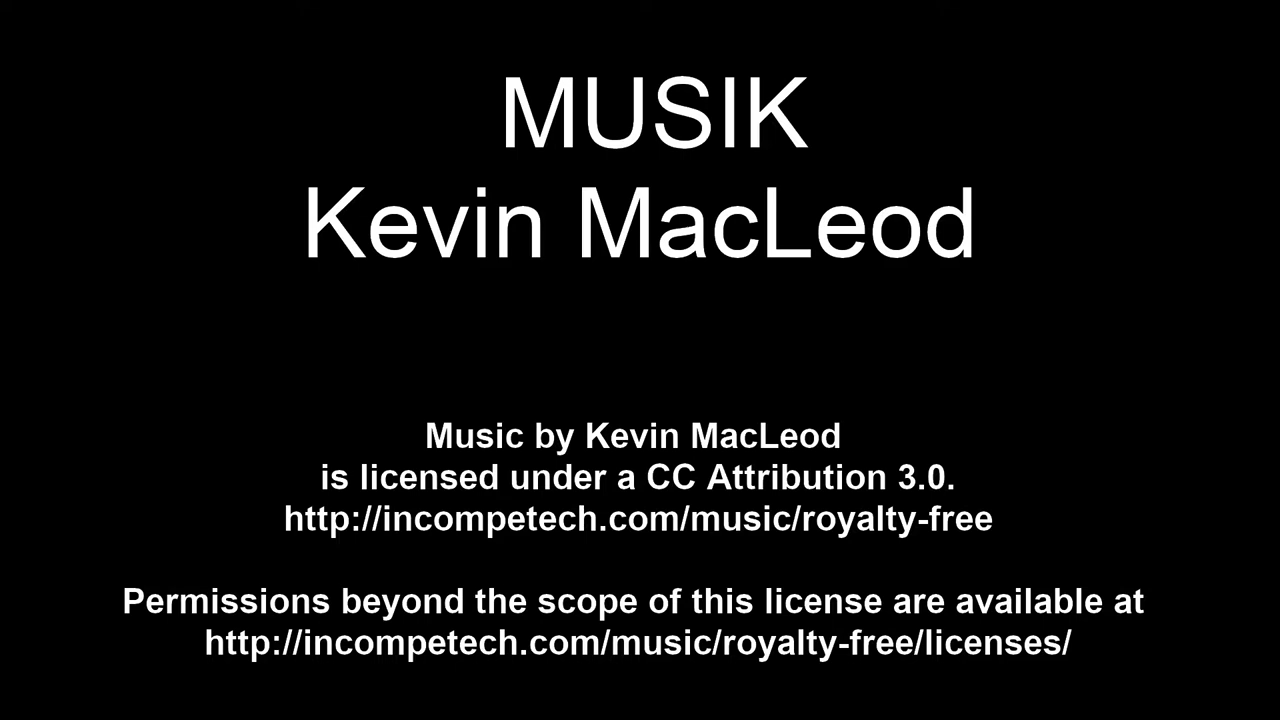 MUSIK
Kevin MacLeod
Music by Kevin MacLeod
is licensed under a CC Attribution 3.0.
http://incompetech.com/music/royalty-free
Permissions beyond the scope of this license are available at
http://incompetech.com/music/royalty-free/licenses/